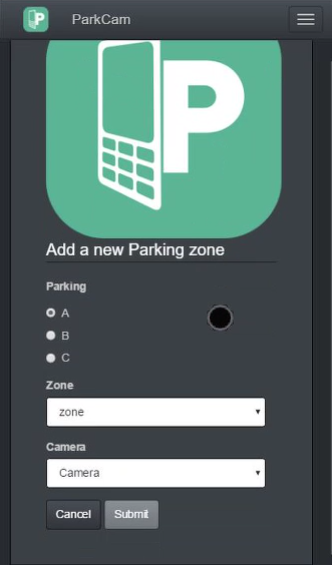 ParkCam
P
Add a new Parking zone
Parking
A
B
C
Zone
zone
Camera
Camera
Cancel Submit